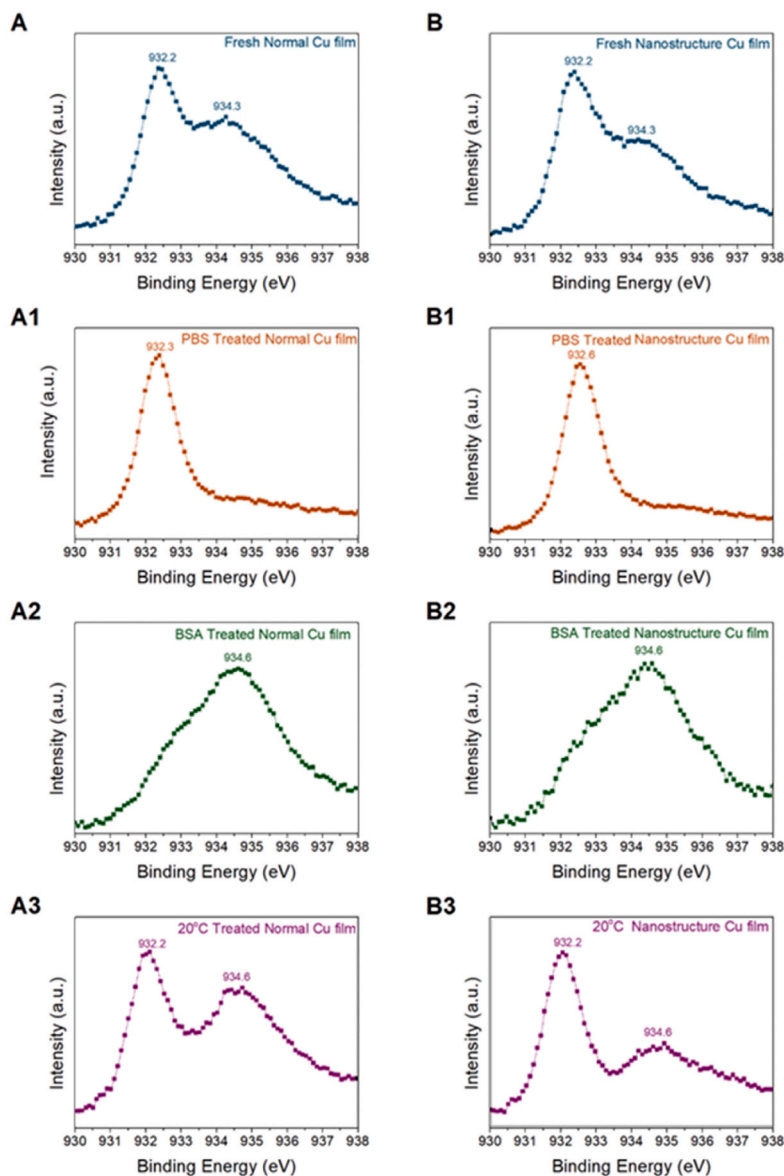 A
Fresh Normal Cu film
932.2
934.3
Intensity (a.u.)
930 931 932 933 934 935 936 937 938
Binding Energy (eV)
B
Fresh Nanostructure Cu film
932.2
934.3
Intensity (a.u.)
930 931 932 933 934 935 936 937 938
Binding Energy (eV)
A1
PBS Treated Normal Cu film
932.3
Intensity (a.u.)
930 931 932 933 934 935 936 937 938
Binding Energy (eV)
B1
PBS Treated Nanostructure Cu film
932.6
Intensity (a.u.)
930 931 932 933 934 935 936 937 938
Binding Energy (eV)
A2
BSA Treated Normal Cu film
934.6
Intensity (a.u.)
930 931 932 933 934 935 936 937 938
Binding Energy (eV)
B2
BSA Treated Nanostructure Cu film
934.6
Intensity (a.u.)
930 931 932 933 934 935 936 937 938
Binding Energy (eV)
A3
20°C Treated Normal Cu film
932.2
934.6
Intensity (a.u.)
930 931 932 933 934 935 936 937 938
Binding Energy (eV)
B3
20°C Nanostructure Cu film
932.2
934.6
Intensity (a.u.)
930 931 932 933 934 935 936 937 938
Binding Energy (eV)